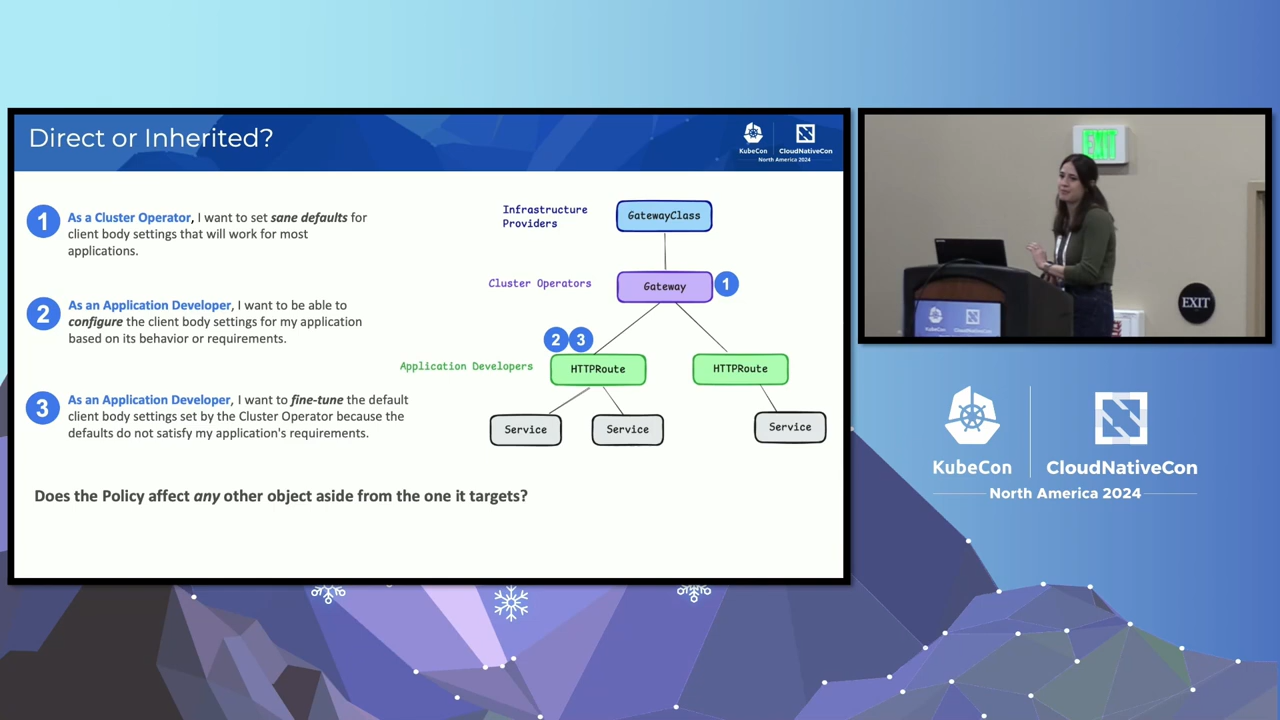 Direct or Inherited?
KubeCon
CloudNativeCon
North America 2024
1
As a Cluster Operator, I want to set sane defaults for
client body settings that will work for most
applications.
2
As an Application Developer, I want to be able to
configure the client body settings for my application
based on its behavior or requirements.
3
As an Application Developer, I want to fine-tune the default
client body settings set by the Cluster Operator because the
defaults do not satisfy my application's requirements.
Infrastructure
Providers
GatewayClass
Cluster Operators
Gateway
1
2
3
Application Developers
HTTPRoute
HTTPRoute
Service
Service
Service
Does the Policy affect any other object aside from the one it targets?
EXIT
EXIT
KubeCon
CloudNativeCon
KubeCon
CloudNativeCon
North America 2024